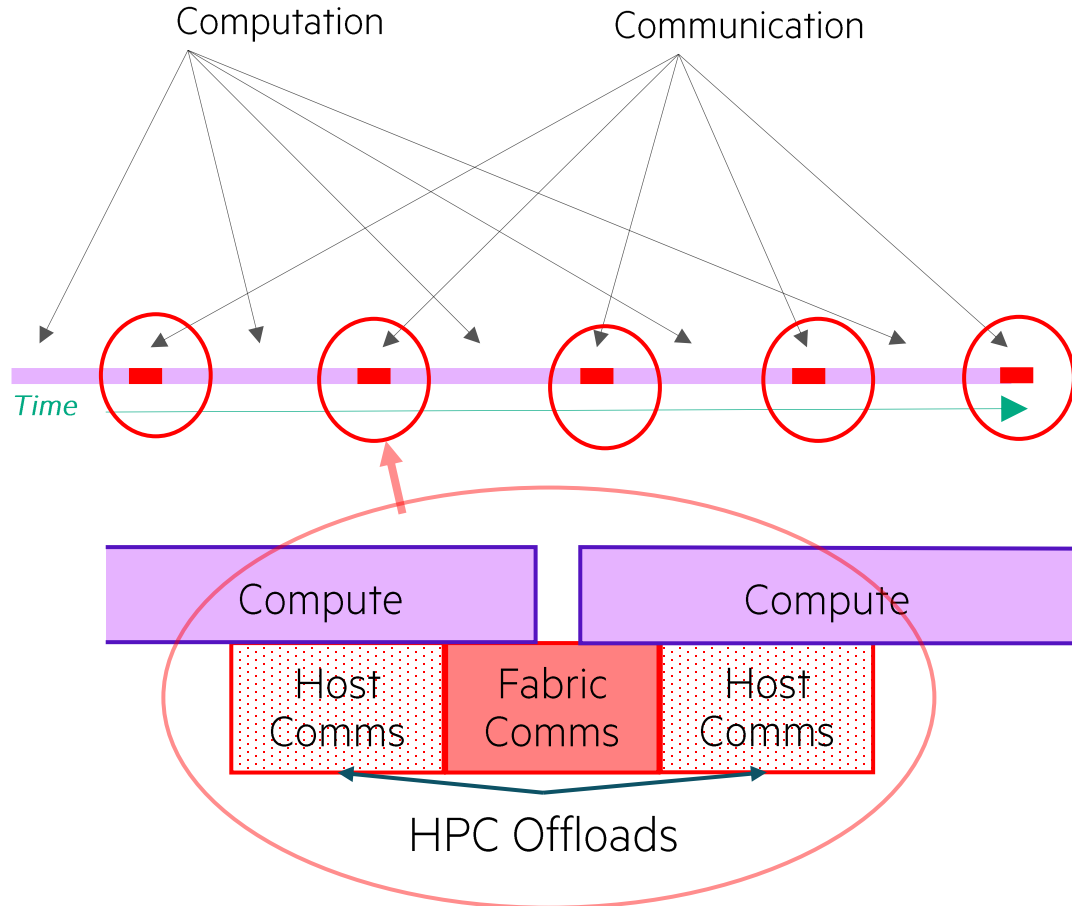 Computation
Communication
Time
Compute
Compute
Host
Comms
Fabric
Comms
Host
Comms
HPC Offloads